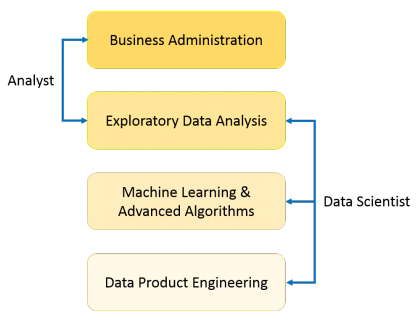 Business Administration
Analyst
Exploratory Data Analysis
Machine Learning &
Advanced Algorithms
Data Scientist
Data Product Engineering